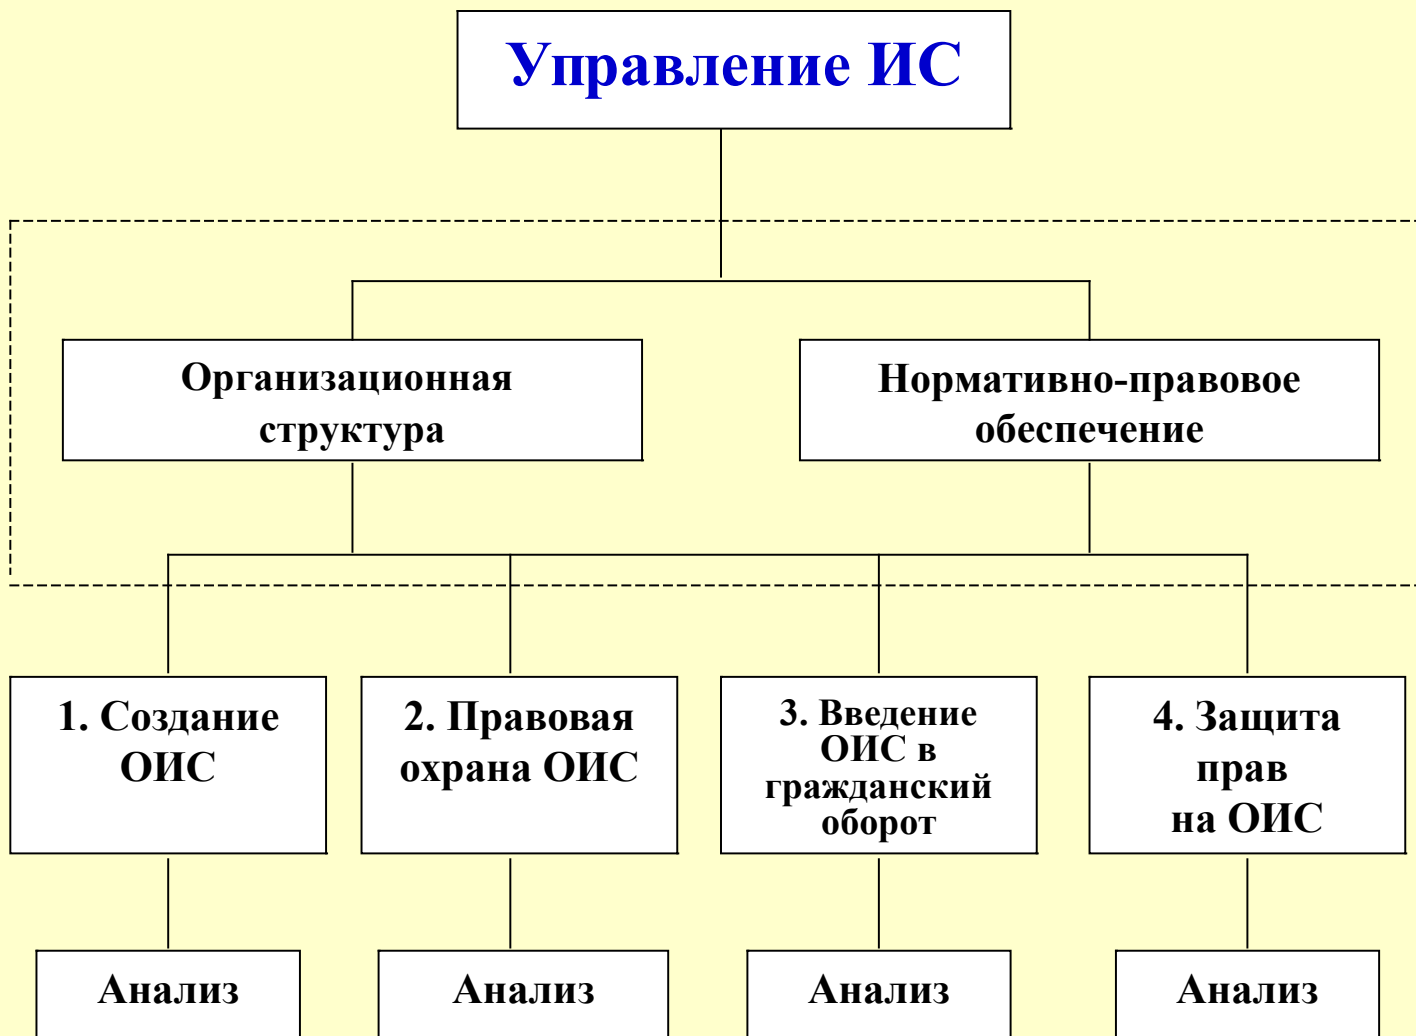 Управление ИС
Организационная
структура
Нормативно-правовое
обеспечение
1. Создание
ОИС
2. Правовая
охрана ОИС
3. Введение
ОИС в
гражданский
оборот
4. Защита
прав
на ОИС
Анализ
Анализ
Анализ
Анализ